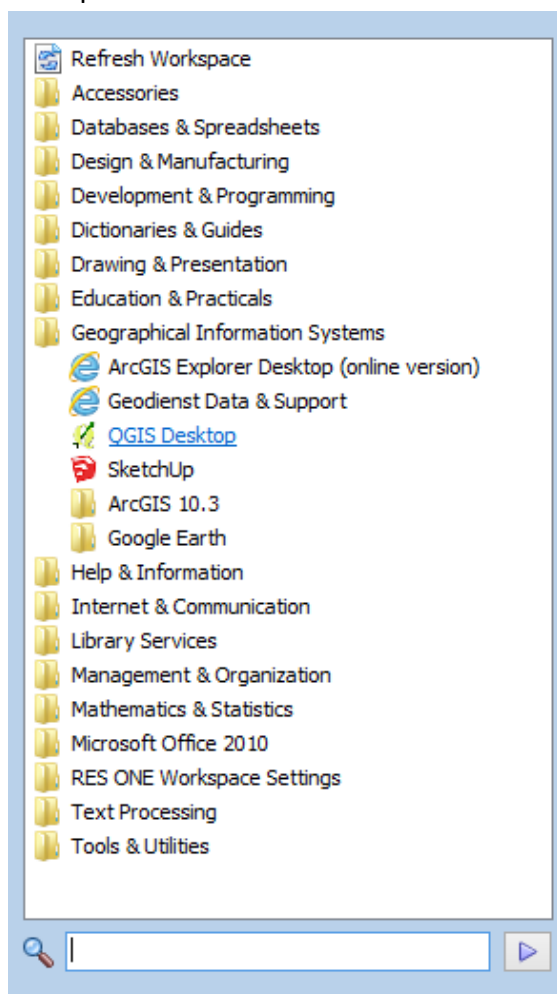 Refresh Workspace
Accessories
Databases & Spreadsheets
Design & Manufacturing
Development & Programming
Dictionaries & Guides
Drawing & Presentation
Education & Practicals
Geographical Information Systems
ArcGIS Explorer Desktop (online version)
Geodienst Data & Support
QGIS Desktop
SketchUp
ArcGIS 10.3
Google Earth
Help & Information
Internet & Communication
Library Services
Management & Organization
Mathematics & Statistics
Microsoft Office 2010
RES ONE Workspace Settings
Text Processing
Tools & Utilities